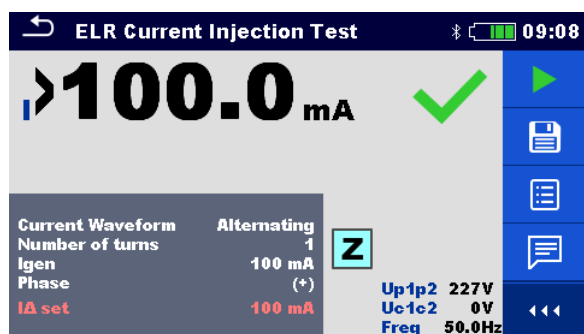 ELR Current Injection Test 09:08
I >100.0 mA
Current Waveform Alternating
Number of turns 1
Igen 100 mA
Phase (+)
IΔ set 100 mA
Z
Up1p2 227V
Uc1c2 0V
Freq 50.0Hz